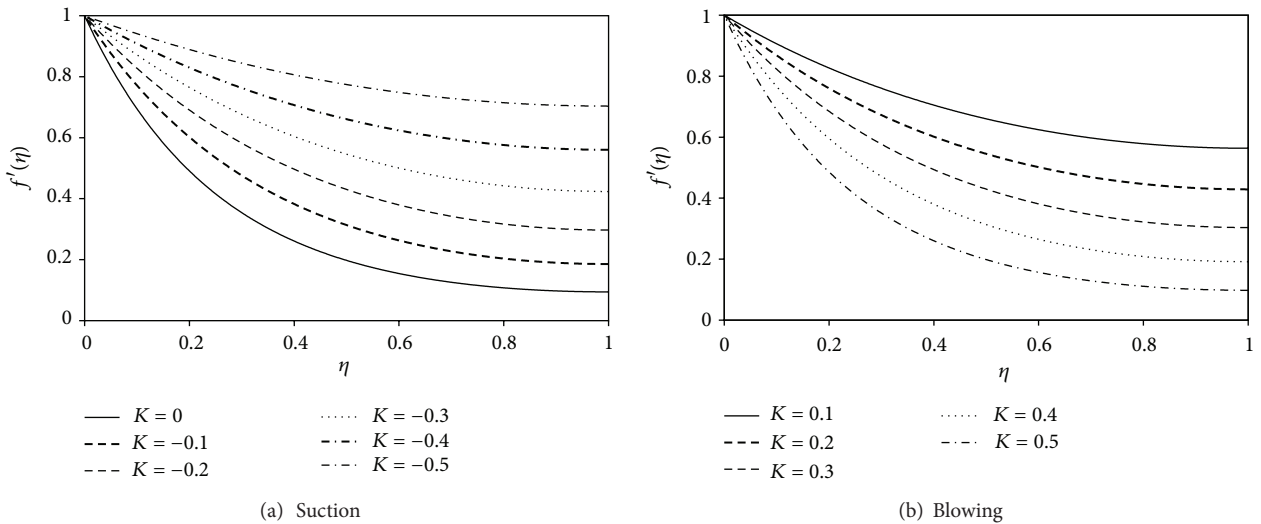 1
0.8
0.6
0.4
0.2
0
f′(η)
0 0.2 0.4 0.6 0.8 1
η
K = 0
K = −0.1
K = −0.2
K = −0.3
K = −0.4
K = −0.5
(a) Suction
1
0.8
0.6
0.4
0.2
0
f′(η)
0 0.2 0.4 0.6 0.8 1
η
K = 0.1
K = 0.2
K = 0.3
K = 0.4
K = 0.5
(b) Blowing